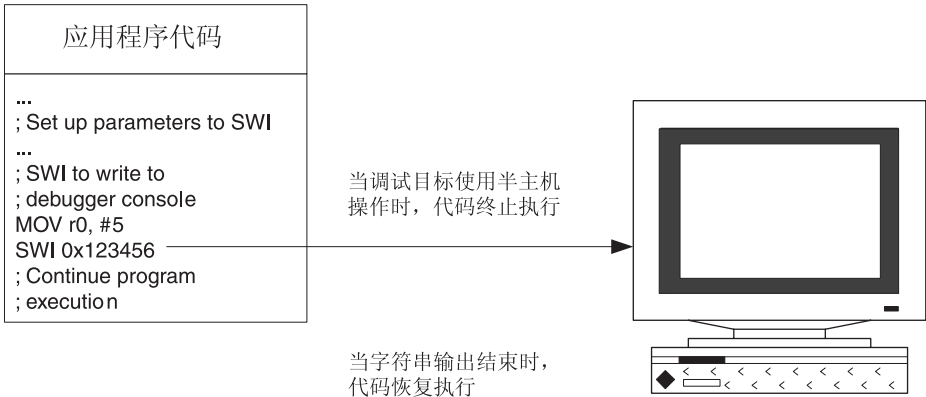 应用程序代码
...
; Set up parameters to SWI
...
; SWI to write to
; debugger console
MOV r0, #5
SWI 0x123456
; Continue program
; execution
当调试目标使用半主机
操作时，代码终止执行
当字符串输出结束时，
代码恢复执行